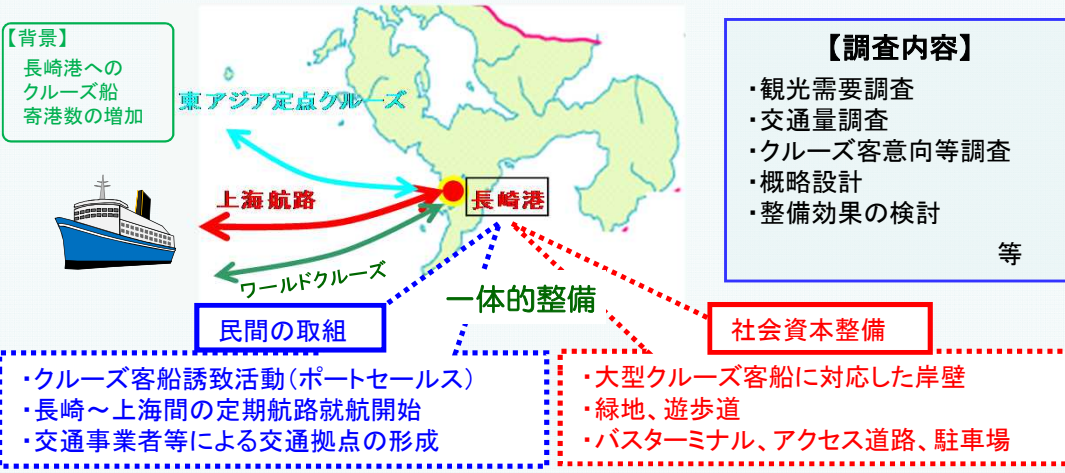 【背景】
長崎港への
クルーズ船
寄港数の増加
東アジア定点クルーズ
上海航路
長崎港
ワールドクルーズ
【調査内容】
・観光需要調査
・交通量調査
・クルーズ客意向等調査
・概略設計
・整備効果の検討
等
一体的整備
民間の取組
・クルーズ客船誘致活動(ポートセールス)
・長崎～上海間の定期航路就航開始
・交通事業者等による交通拠点の形成
社会資本整備
・大型クルーズ客船に対応した岸壁
・緑地、遊歩道
・バスターミナル、アクセス道路、駐車場